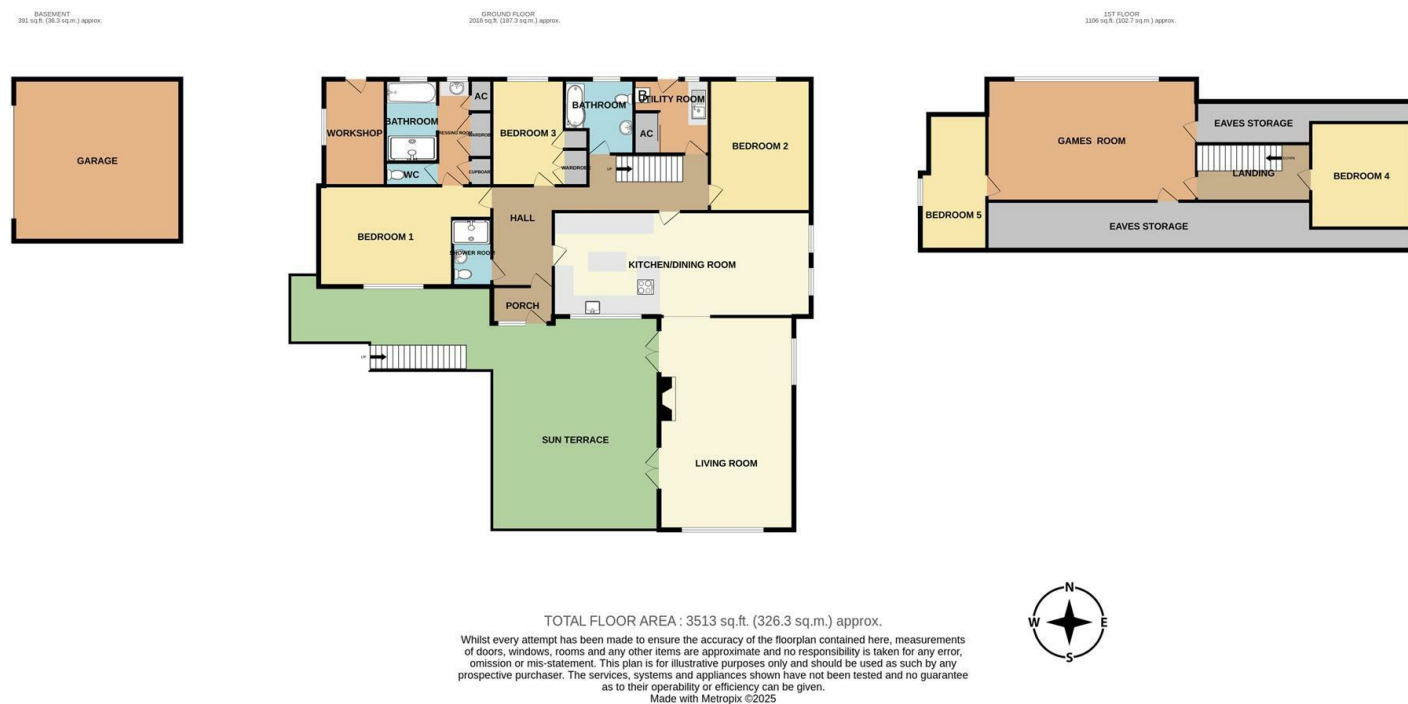 BASEMENT
391 sq.ft. (36.3 sq.m.) approx.
GROUND FLOOR
2016 sq.ft. (187.3 sq.m.) approx.
1ST FLOOR
1106 sq.ft. (102.7 sq.m.) approx.
GARAGE
WORKSHOP
BATHROOM
DRESSING ROOM
AC
WARDROBE
CUPBOARD
WC
BEDROOM 3
WARDROBE
BATHROOM
B
UTILITY ROOM
AC
BEDROOM 2
UP
BEDROOM 1
SHOWER ROOM
HALL
KITCHEN/DINING ROOM
PORCH
UP
SUN TERRACE
LIVING ROOM
GAMES ROOM
EAVES STORAGE
DOWN
LANDING
BEDROOM 4
BEDROOM 5
EAVES STORAGE
N
W E
S
TOTAL FLOOR AREA : 3513 sq.ft. (326.3 sq.m.) approx.
Whilst every attempt has been made to ensure the accuracy of the floorplan contained here, measurements
of doors, windows, rooms and any other items are approximate and no responsibility is taken for any error,
omission or mis-statement. This plan is for illustrative purposes only and should be used as such by any
prospective purchaser. The services, systems and appliances shown have not been tested and no guarantee
as to their operability or efficiency can be given.
Made with Metropix ©2025